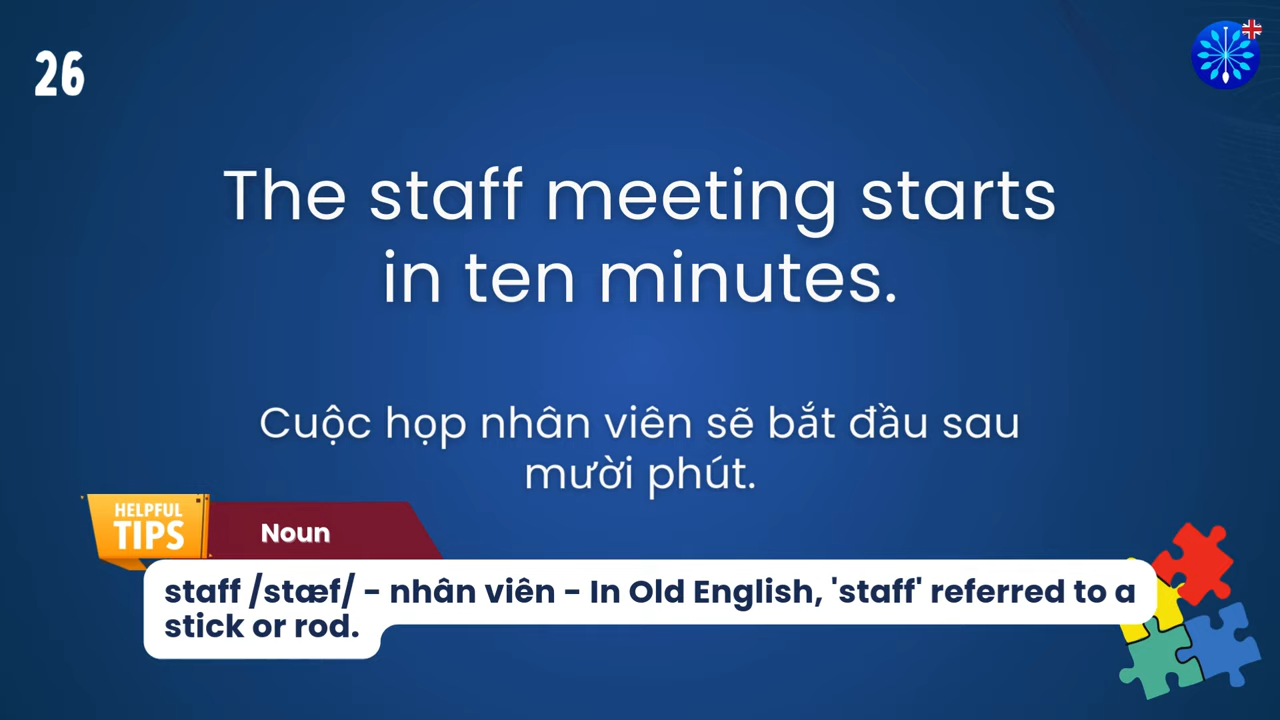 26
The staff meeting starts
in ten minutes.
Cuộc họp nhân viên sẽ bắt đầu sau
mười phút.
HELPFUL
TIPS
Noun
staff /stæf/ - nhân viên - In Old English, 'staff' referred to a
stick or rod.